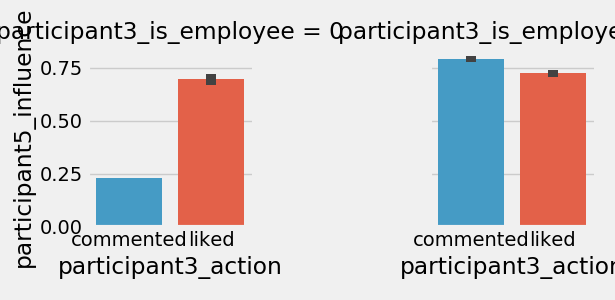 participant3_is_employee = 0
participant3_is_employe
participant5_influence
0.75
0.50
0.25
0.00
commented liked
commented liked
participant3_action
participant3_action